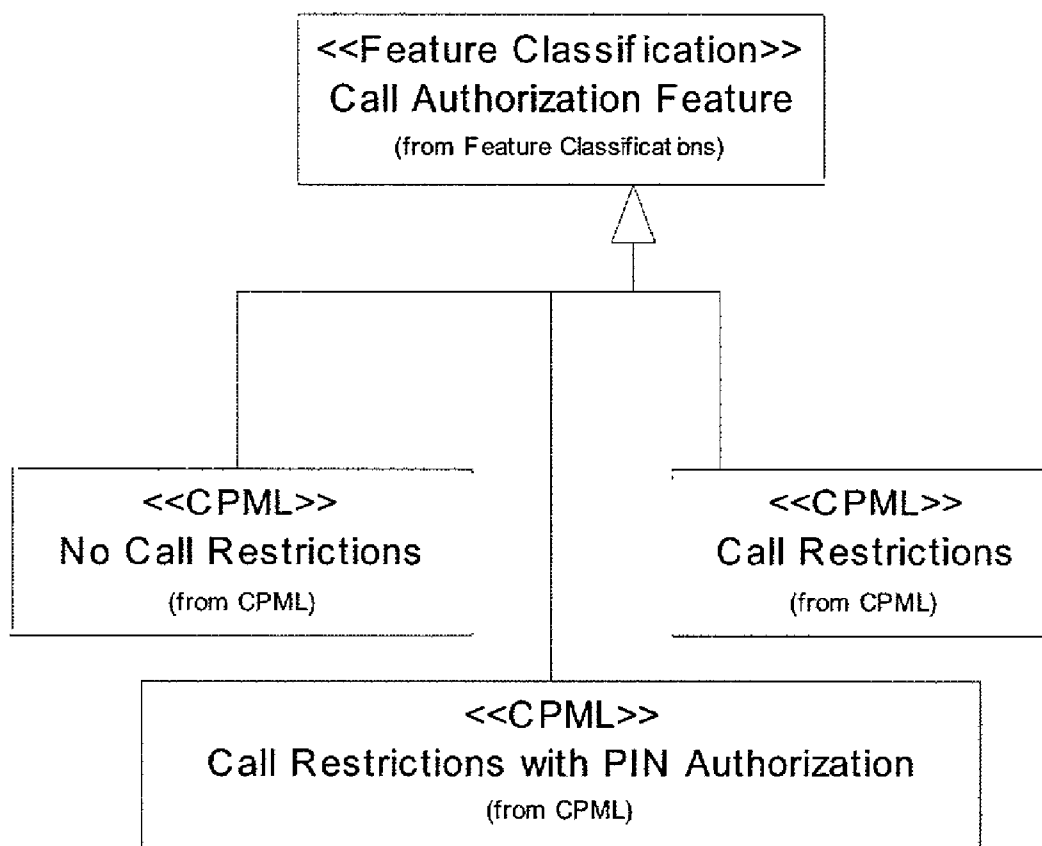 <<Feature Classification>>
Call Authorization Feature
(from Feature Classifications)
<<CPML>>
No Call Restrictions
(from CPML)
<<CPML>>
Call Restrictions
(from CPML)
<<CPML>>
Call Restrictions with PIN Authorization
(from CPML)